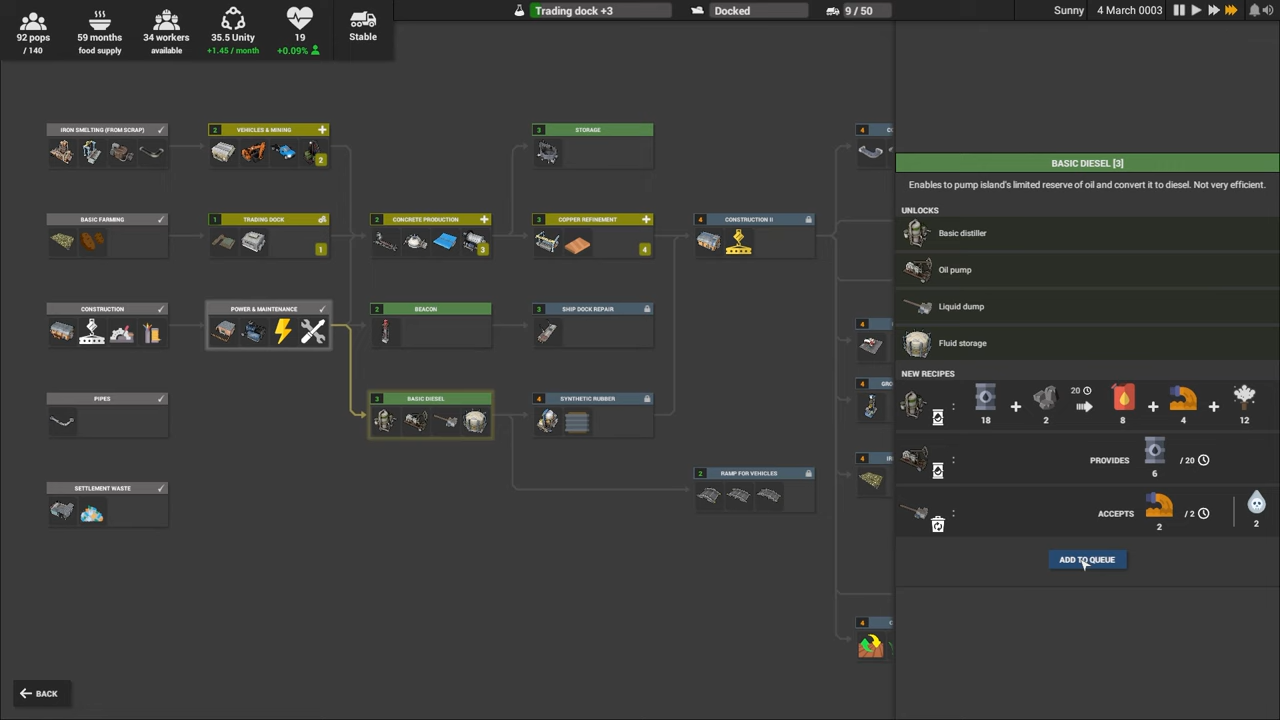 92 pops
/ 140
59 months
food supply
34 workers
available
35.5 Unity
+1.45 / month
19
+0.09%
Stable
Trading dock +3
Docked
9 / 50
Sunny
4 March 0003
IRON SMELTING (FROM SCRAP)
2 VEHICLES & MINING
2
3 STORAGE
4
BASIC FARMING
1 TRADING DOCK
1
2 CONCRETE PRODUCTION
3
3 COPPER REFINEMENT
4
4 CONSTRUCTION II
CONSTRUCTION
POWER & MAINTENANCE
2 BEACON
3 SHIP DOCK REPAIR
4
4
PIPES
3 BASIC DIESEL
4 SYNTHETIC RUBBER
4
SETTLEMENT WASTE
2 RAMP FOR VEHICLES
4
BACK
BASIC DIESEL [3]
Enables to pump island's limited reserve of oil and convert it to diesel. Not very efficient.
UNLOCKS
Basic distiller
Oil pump
Liquid dump
Fluid storage
NEW RECIPES
: 18 + 2 20 8 + 4 + 12
: PROVIDES 6 / 20
: ACCEPTS 2 / 2 2
ADD TO QUEUE